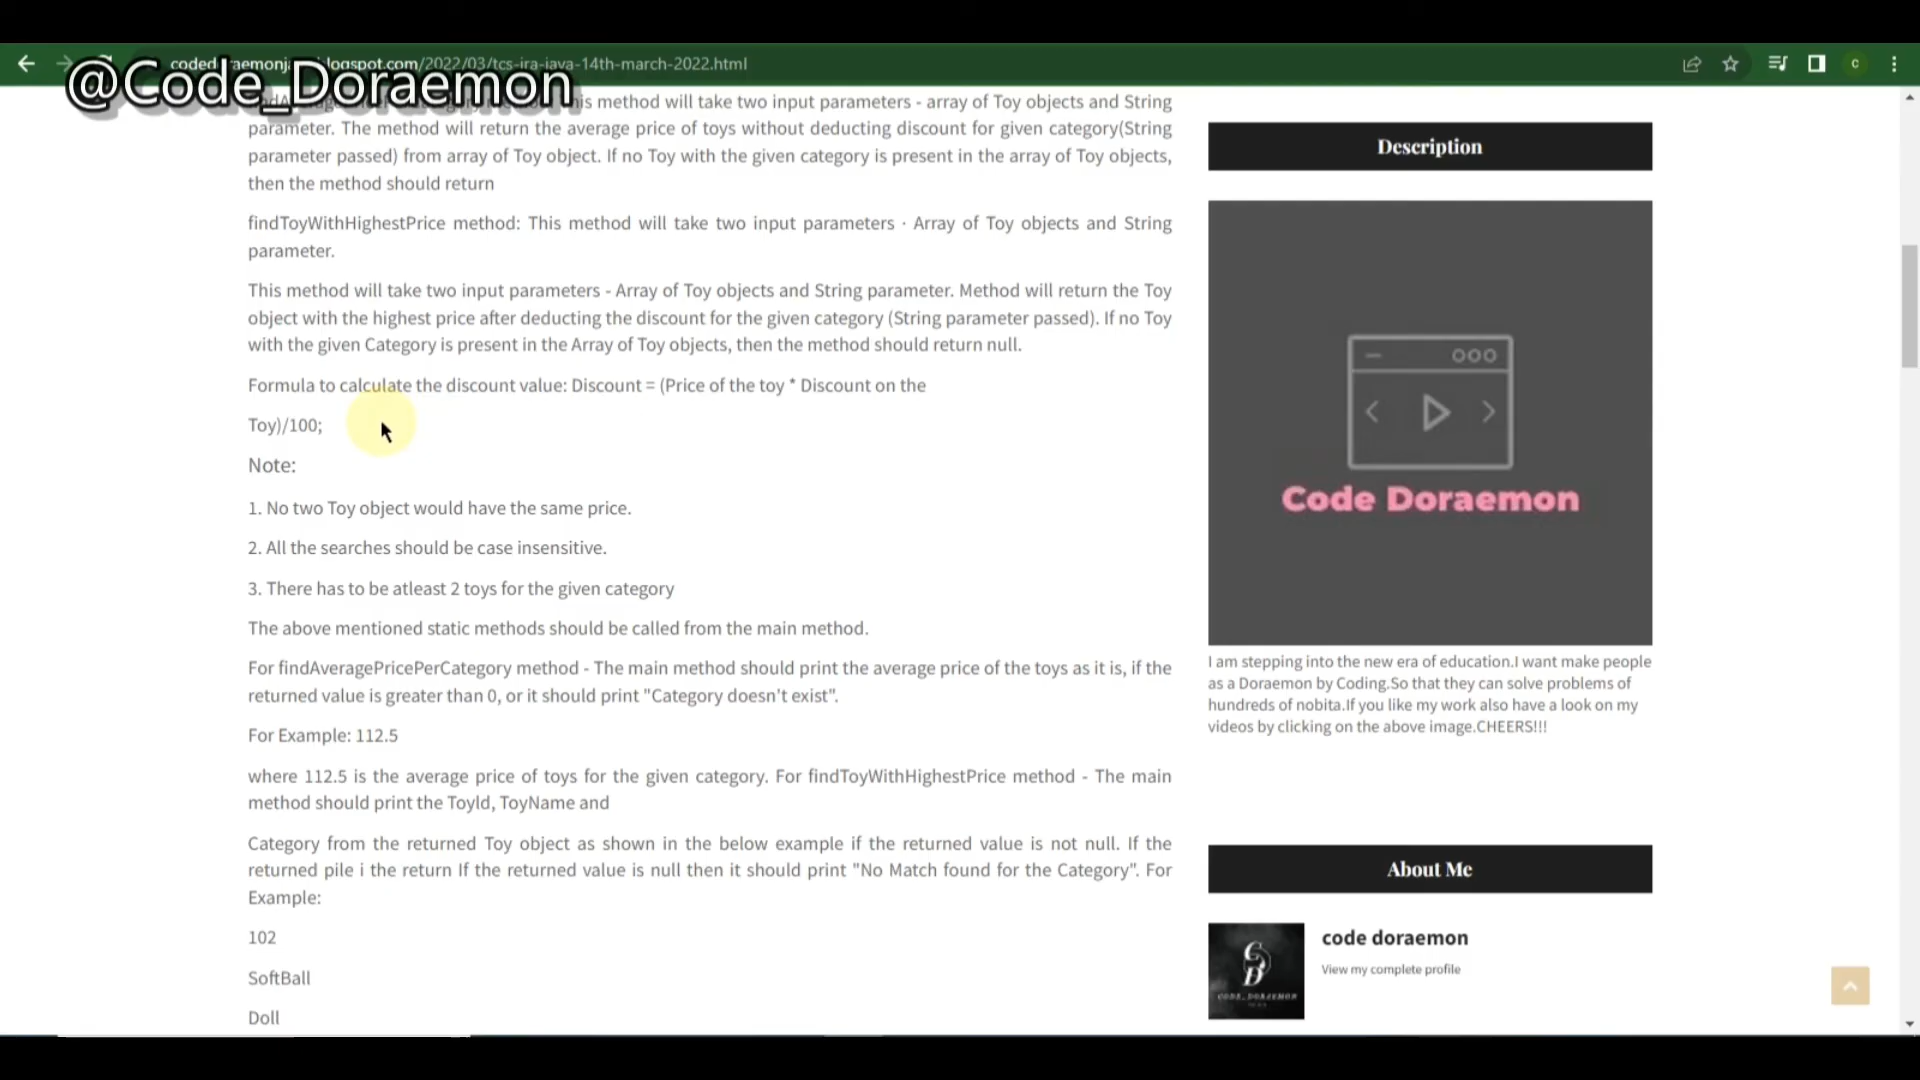 @Code_Doraemon
logspot.com/2022/03/tcs-ira-java-14th-march-2022.html
his method will take two input parameters - array of Toy objects and String
parameter. The method will return the average price of toys without deducting discount for given category(String
parameter passed) from array of Toy object. If no Toy with the given category is present in the array of Toy objects,
then the method should return
findToyWithHighestPrice method: This method will take two input parameters · Array of Toy objects and String
parameter.
This method will take two input parameters - Array of Toy objects and String parameter. Method will return the Toy
object with the highest price after deducting the discount for the given category (String parameter passed). If no Toy
with the given Category is present in the Array of Toy objects, then the method should return null.
Formula to calculate the discount value: Discount = (Price of the toy * Discount on the
Toy)/100;
Note:
1. No two Toy object would have the same price.
2. All the searches should be case insensitive.
3. There has to be atleast 2 toys for the given category
The above mentioned static methods should be called from the main method.
For findAveragePricePerCategory method - The main method should print the average price of the toys as it is, if the
returned value is greater than 0, or it should print "Category doesn't exist".
For Example: 112.5
where 112.5 is the average price of toys for the given category. For findToyWithHighestPrice method - The main
method should print the ToyId, ToyName and
Category from the returned Toy object as shown in the below example if the returned value is not null. If the
returned pile i the return If the returned value is null then it should print "No Match found for the Category". For
Example:
102
SoftBall
Doll
Description
Code Doraemon
I am stepping into the new era of education.I want make people
as a Doraemon by Coding.So that they can solve problems of
hundreds of nobita.If you like my work also have a look on my
videos by clicking on the above image.CHEERS!!!
About Me
CODE_DORAEMON
code doraemon
View my complete profile